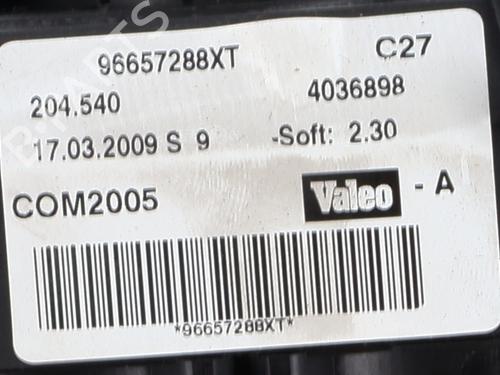 96657288XT C27
204.540 4036898
17.03.2009 S 9 -Soft: 2.30
COM2005 Valeo - A
*96657288XT*